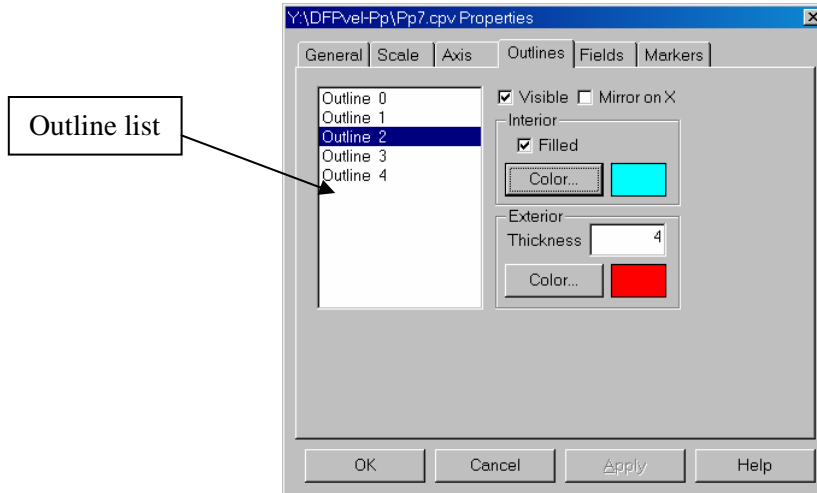 Y:\DFPvel-Pp\Pp7.cpv Properties
General Scale Axis Outlines Fields Markers
Outline list
Outline 0
Outline 1
Outline 2
Outline 3
Outline 4
Visible Mirror on X
Interior
Filled
Color...
Exterior
Thickness 4
Color...
OK Cancel Apply Help